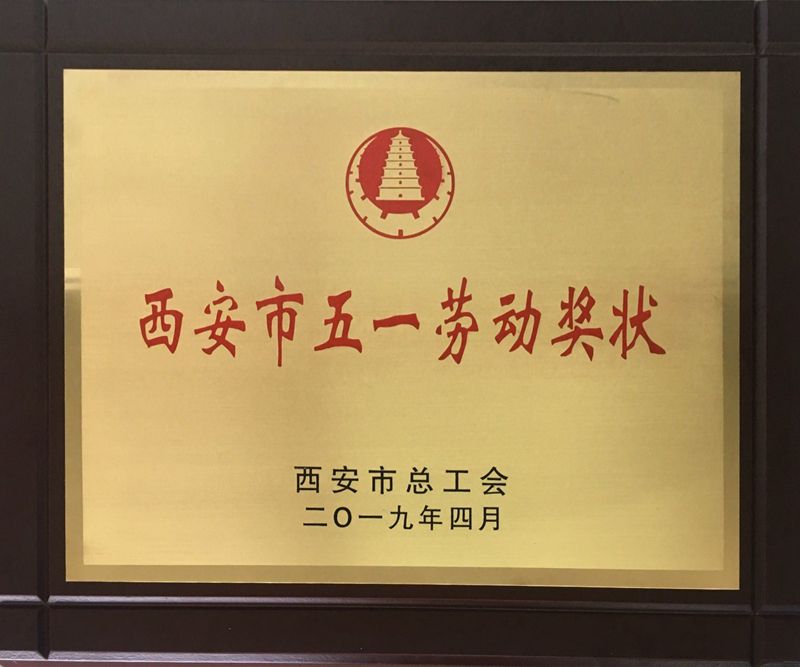 西安市五一劳动奖状
西安市总工会
二〇一九年四月